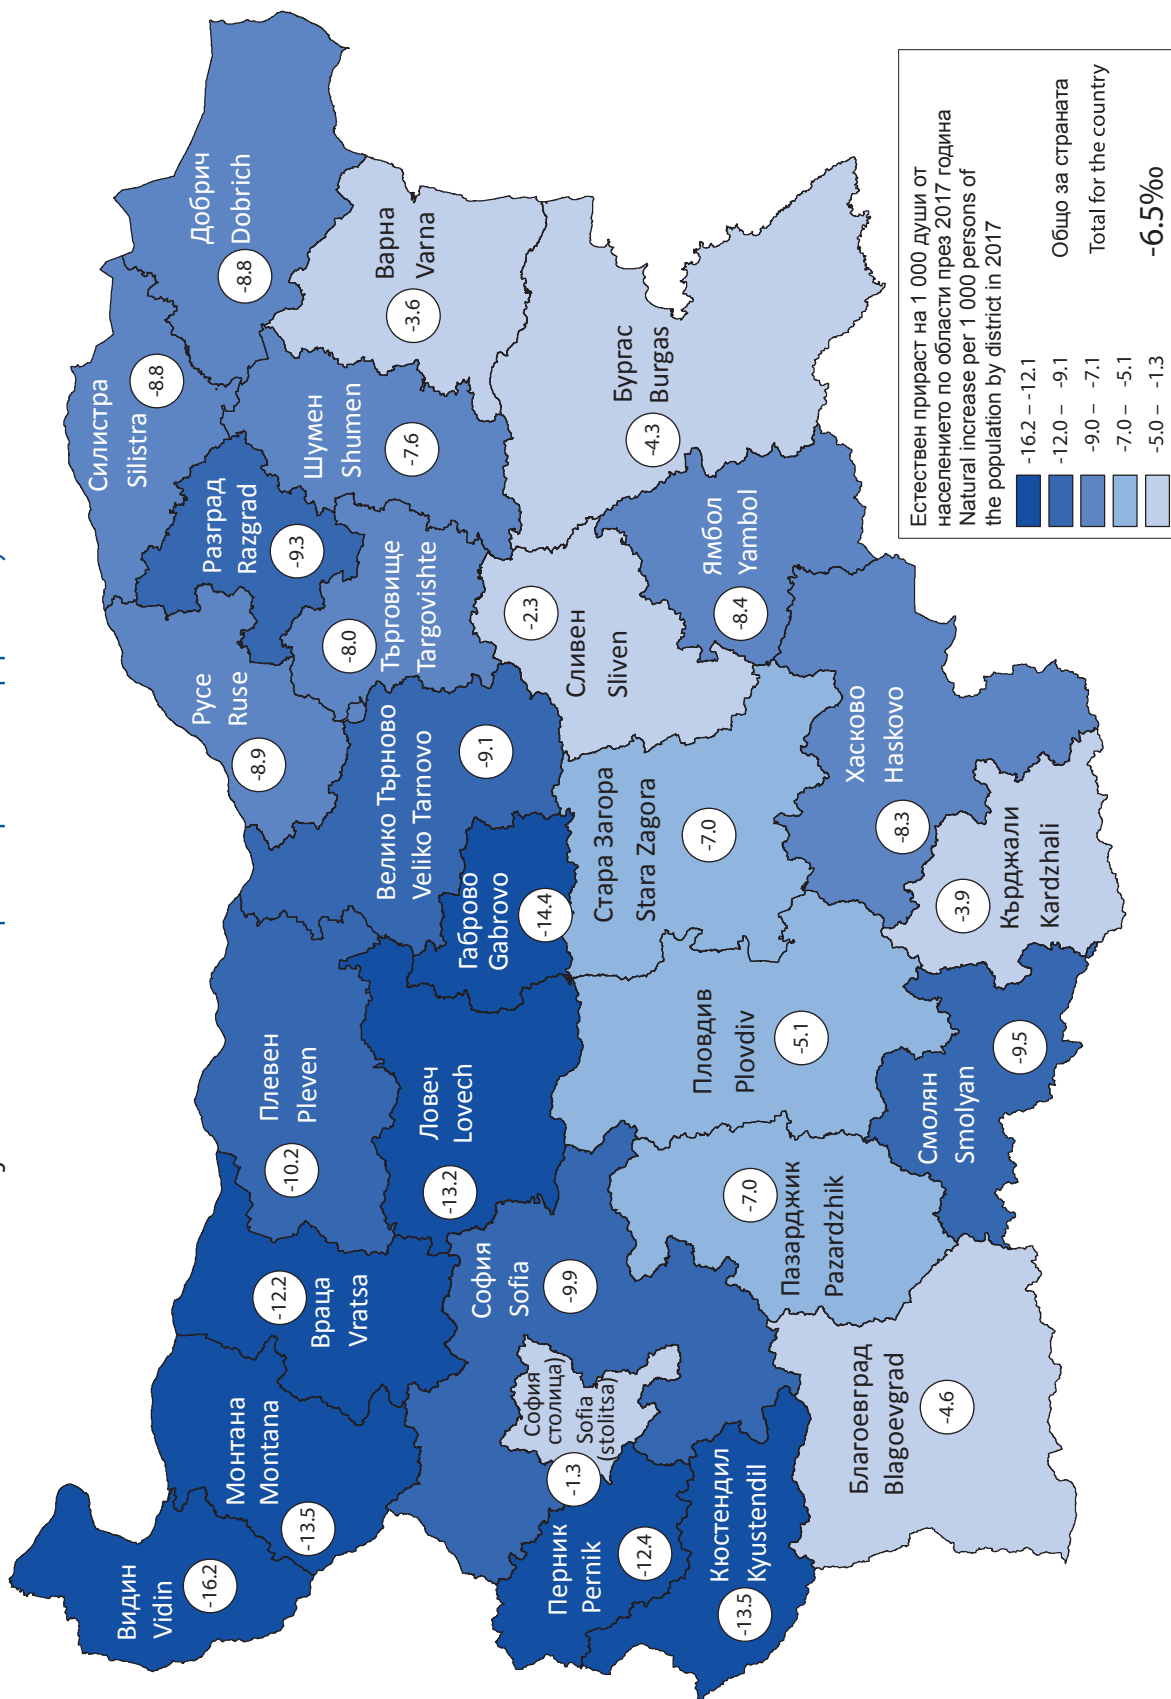 Видин
Vidin
-16.2
Монтана
Montana
-13.5
Враца
Vratsa
-12.2
Плевен
Pleven
-10.2
Ловеч
Lovech
-13.2
Велико Търново
Veliko Tarnovo
-9.1
Габрово
Gabrovo
-14.4
Русе
Ruse
-8.9
Разград
Razgrad
-9.3
Силистра
Silistra
-8.8
Добрич
Dobrich
-8.8
Търговище
Targovishte
-8.0
Шумен
Shumen
-7.6
Варна
Varna
-3.6
София
Sofia
-9.9
София
столица)
Sofia
(stolitsa)
-1.3
Перник
Pernik
-12.4
Кюстендил
Kyustendil
-13.5
Благоевград
Blagoevgrad
-4.6
Пазарджик
Pazardzhik
-7.0
Пловдив
Plovdiv
-5.1
Смолян
Smolyan
-9.5
Стара Загора
Stara Zagora
-7.0
Хасково
Haskovo
-8.3
Кърджали
Kardzhali
-3.9
Сливен
Sliven
-2.3
Ямбол
Yambol
-8.4
Бургас
Burgas
-4.3
Естествен прираст на 1 000 души от
населението по области през 2017 година
Natural increase per 1 000 persons of
the population by district in 2017
-16.2 – -12.1
-12.0 – -9.1
-9.0 – -7.1
-7.0 – -5.1
-5.0 – -1.3
Общо за страната
Total for the country
-6.5‰